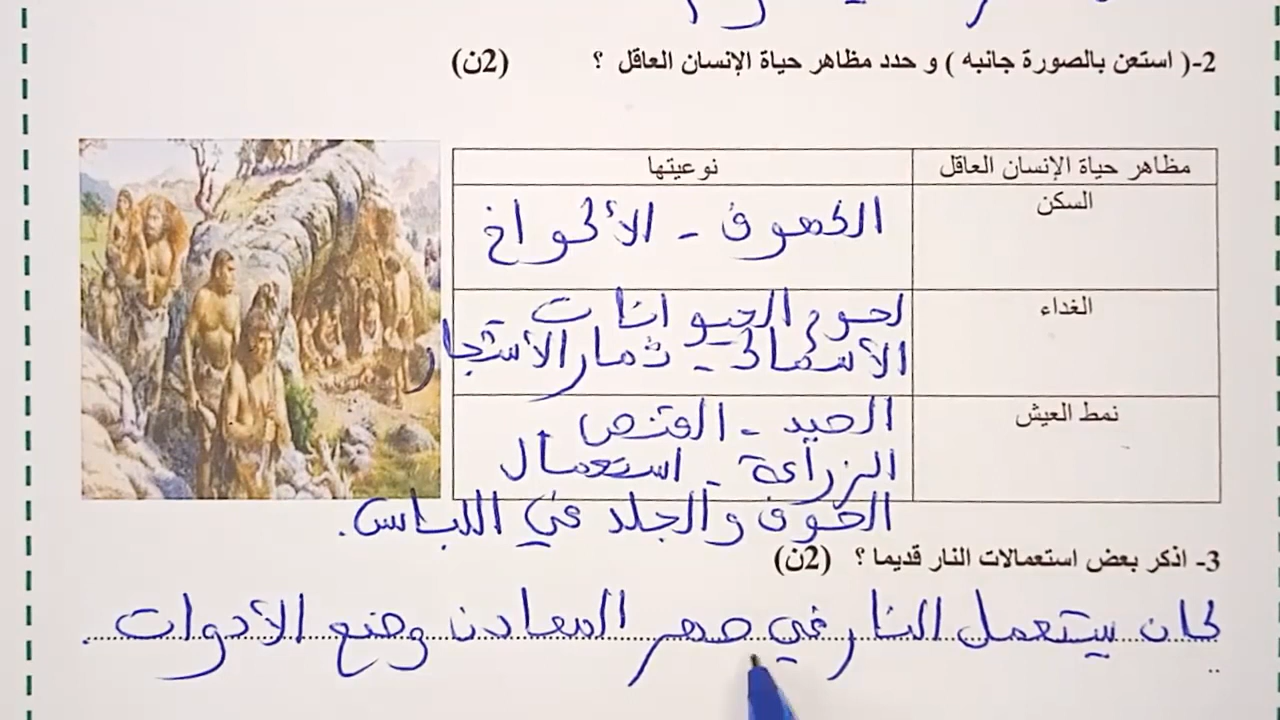 2-( استعن بالصورة جانبه ) و حدد مظاهر حياة الإنسان العاقل ؟ (2ن)
مظاهر حياة الإنسان العاقل نوعيتها
السكن الكهوف - الأكواخ
الغداء لحوم الحيوانات
الأسماك - ثمار الأشجار
نمط العيش الصيد - القنص
الزراعة - استعمال
الصوف والجلد في اللباس.
3- اذكر بعض استعمالات النار قديما ؟ (2ن)
كان يستعمل النار في صهر المعادن وصنع الأدوات .